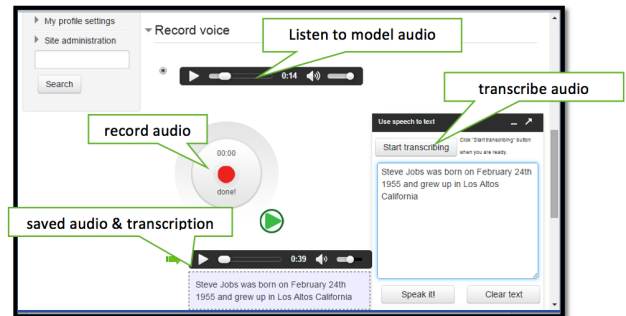 My profile settings
Site administration
Search
Record voice
Listen to model audio
0:14
transcribe audio
record audio
00:00
done!
Use speech to text
Start transcribing
Click "Start transcribing" button
when you are ready.
Steve Jobs was born on February 24th
1955 and grew up in Los Altos
California
saved audio & transcription
0:39
Steve Jobs was born on February 24th
1955 and grew up in Los Altos California
Speak it!
Clear text